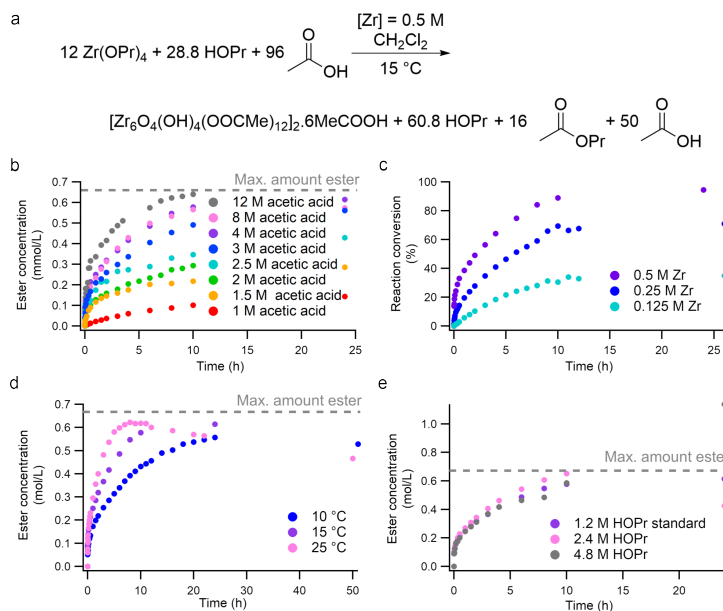 a
12 Zr(OPr)₄ + 28.8 HOPr + 96
O
OH
[Zr] = 0.5 M
CH₂Cl₂
15 °C
[Zr₆O₄(OH)₄(OOCMe)₁₂]₂.6MeCOOH + 60.8 HOPr + 16
O
OPr
+ 50
O
OH
b
Max. amount ester
0.7
0.6
0.5
0.4
0.3
0.2
0.1
0.0
Ester concentration
(mmol/L)
12 M acetic acid
8 M acetic acid
4 M acetic acid
3 M acetic acid
2.5 M acetic acid
2 M acetic acid
1.5 M acetic acid
1 M acetic acid
0
5
10
15
20
25
Time (h)
c
100
80
60
40
20
0
Reaction conversion
(%)
0.5 M Zr
0.25 M Zr
0.125 M Zr
0
5
10
15
20
25
Time (h)
d
Max. amount ester
0.7
0.6
0.5
0.4
0.3
0.2
0.1
0.0
Ester concentration
(mol/L)
10 °C
15 °C
25 °C
0
10
20
30
40
50
Time (h)
e
Max. amount este
1.0
0.8
0.6
0.4
0.2
0.0
Ester concentration
(mol/L)
1.2 M HOPr standard
2.4 M HOPr
4.8 M HOPr
0
5
10
15
20
Time (h)